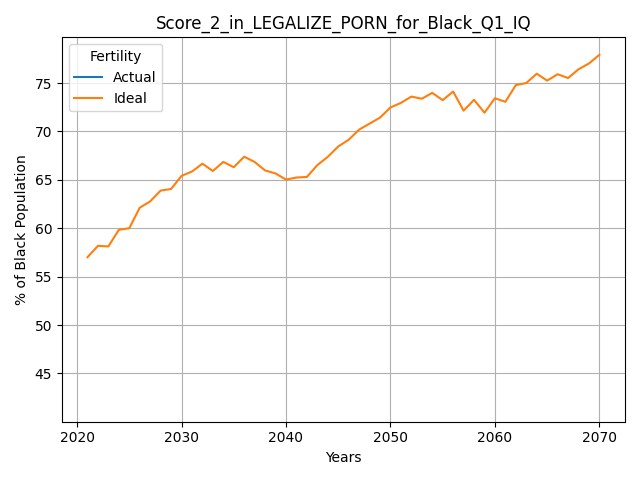 Score_2_in_LEGALIZE_PORN_for_Black_Q1_IQ
Fertility
Actual
Ideal
% of Black Population
75
70
65
60
55
50
45
2020
2030
2040
2050
2060
2070
Years